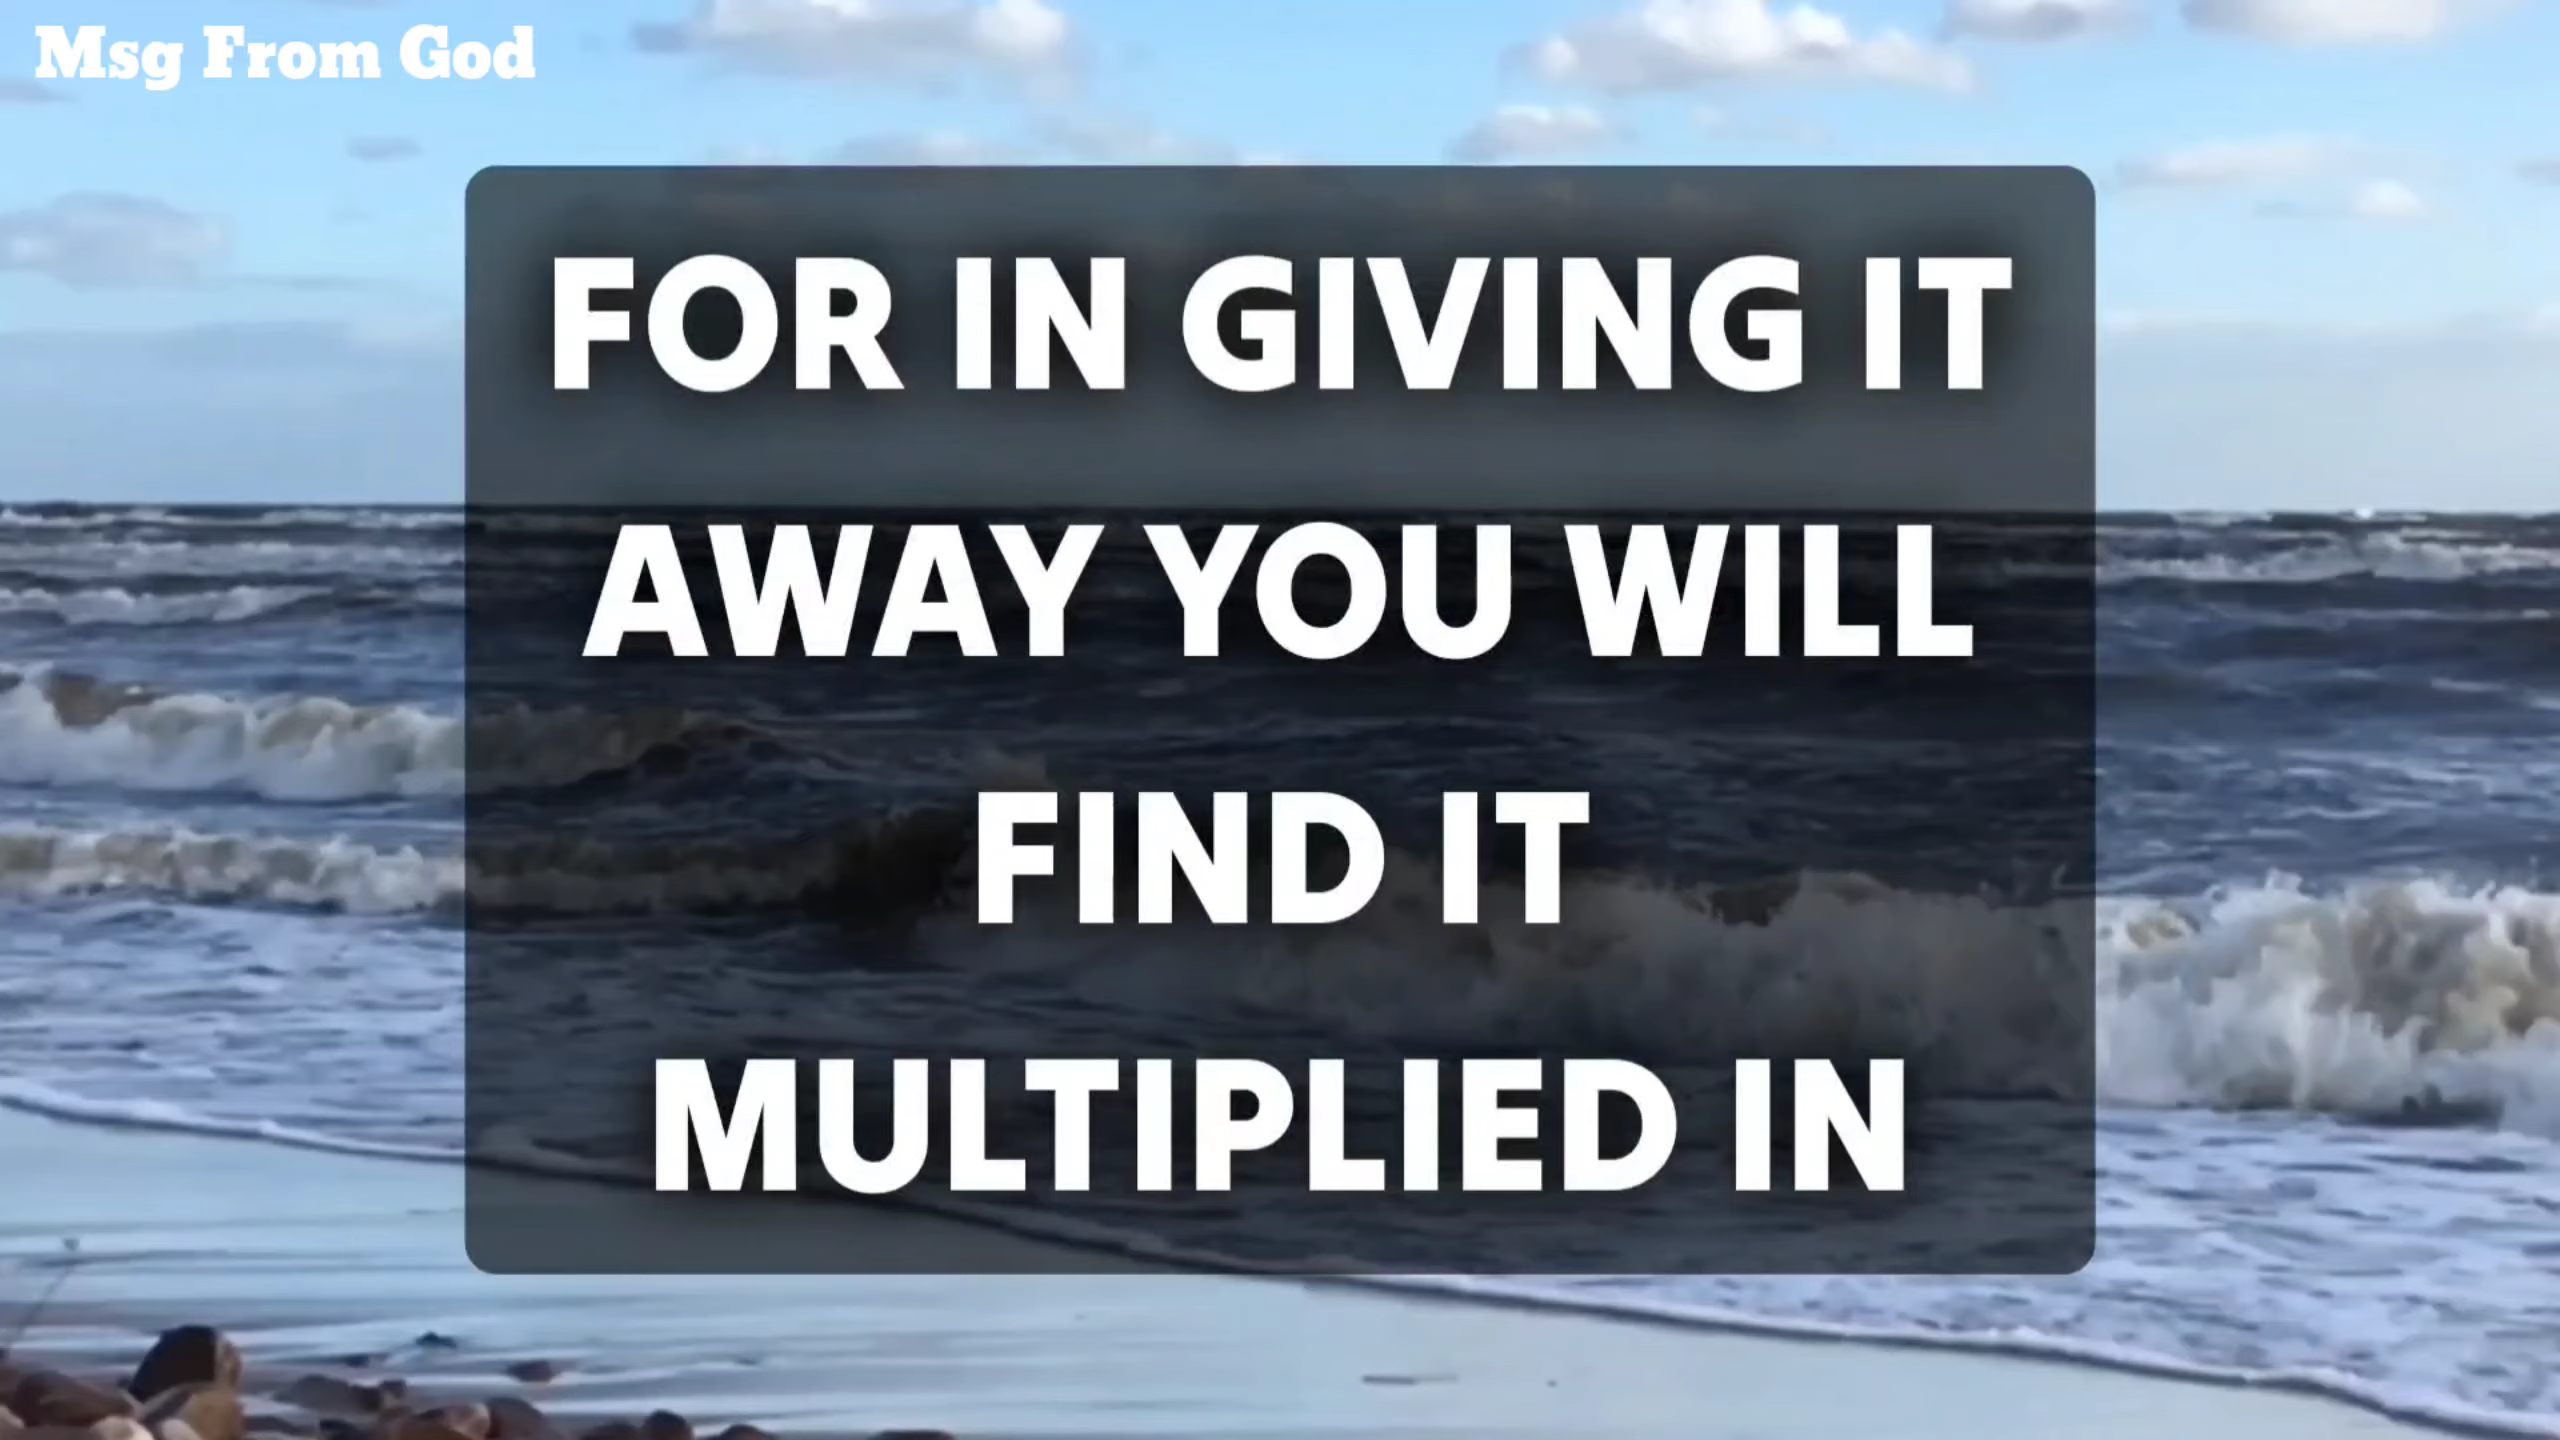 Msg From God
FOR IN GIVING IT
AWAY YOU WILL
FIND IT
MULTIPLIED IN